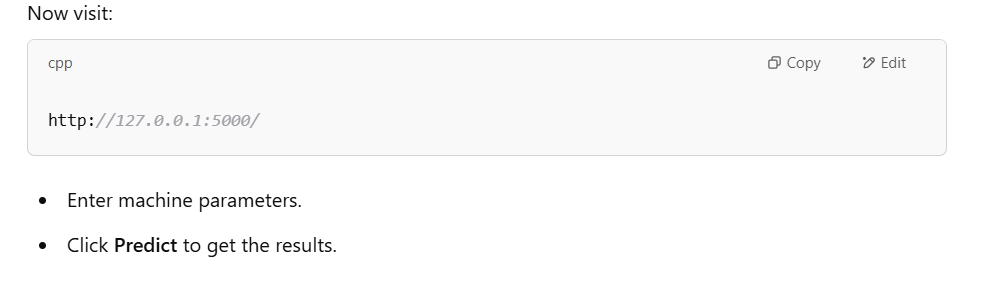 Now visit:
cpp
Copy
Edit
http://127.0.0.1:5000/
• Enter machine parameters.
• Click Predict to get the results.